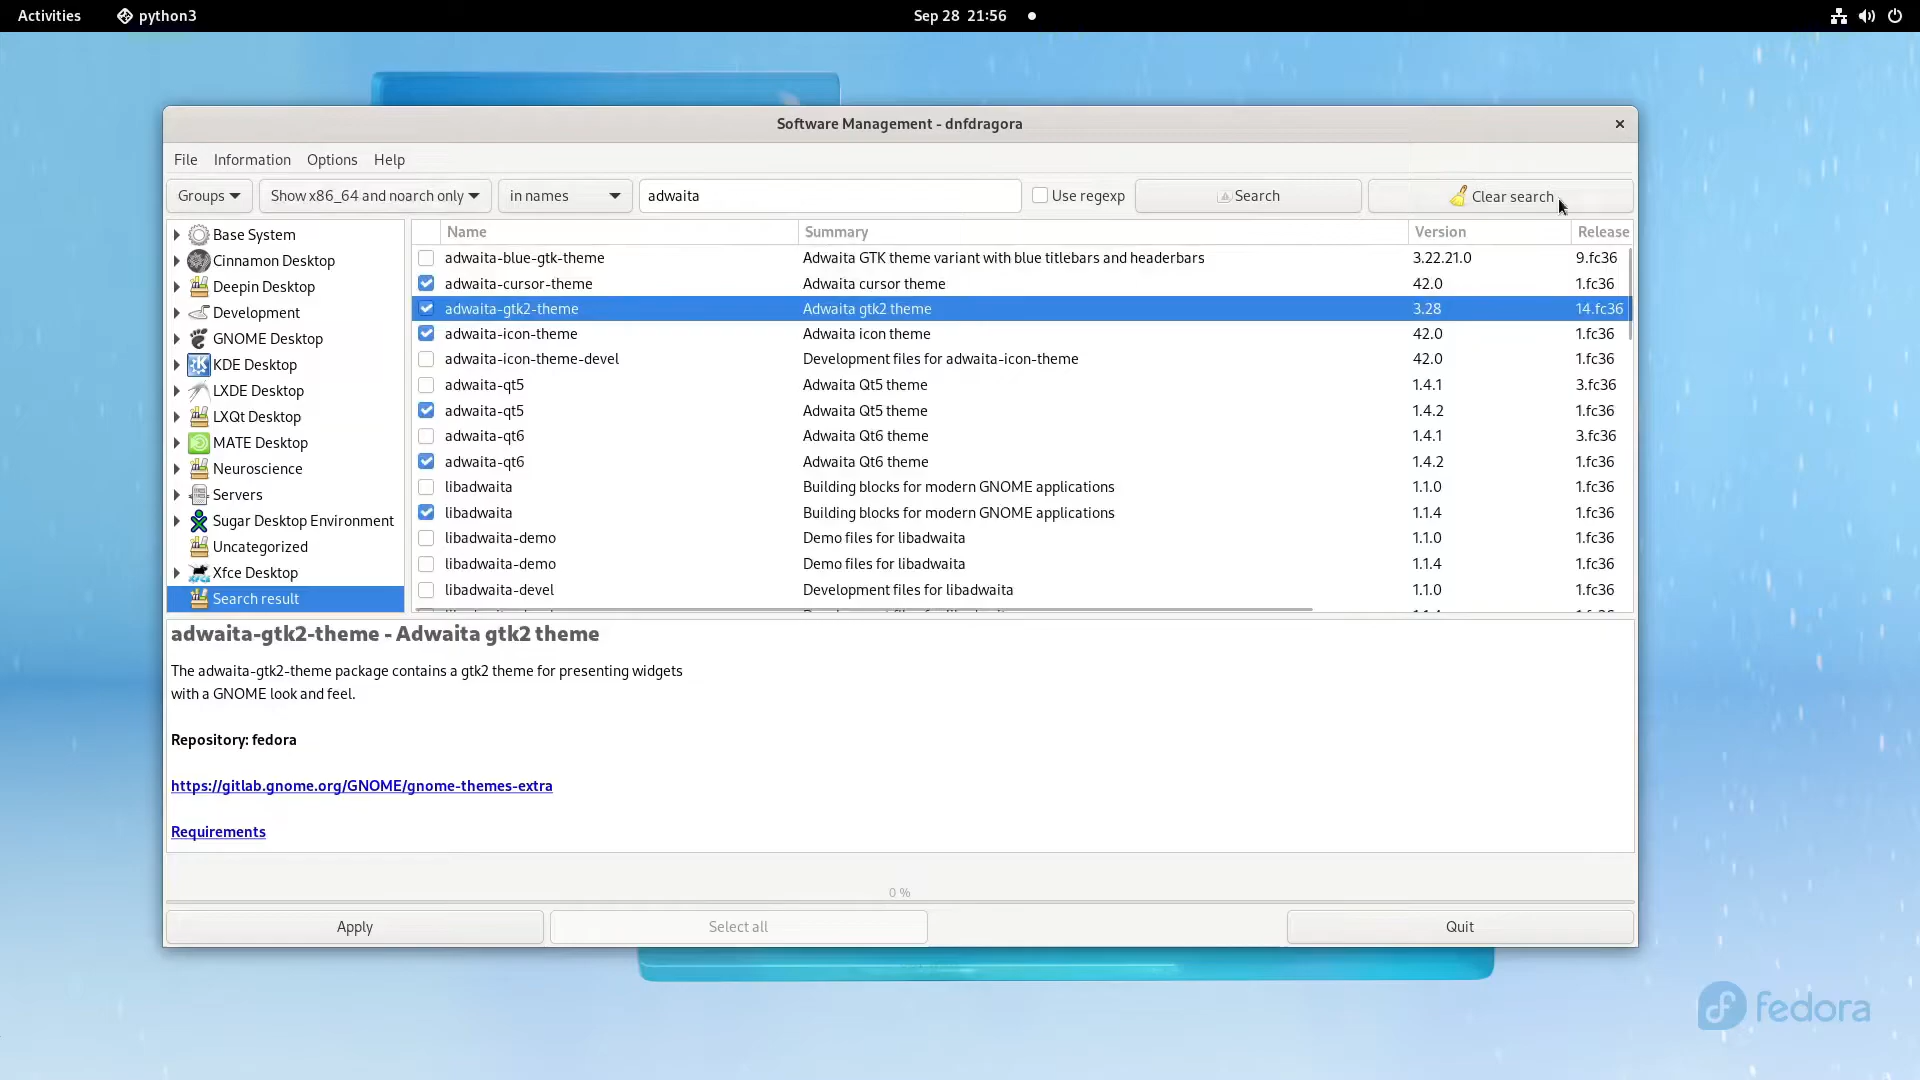 Activities python3 Sep 28 21:56
Software Management - dnfdragora
File Information Options Help
Groups Show x86_64 and noarch only in names adwaita Use regexp Search Clear search
Name Summary Version Release
Base System
Cinnamon Desktop
Deepin Desktop
Development
GNOME Desktop
KDE Desktop
LXDE Desktop
LXQt Desktop
MATE Desktop
Neuroscience
Servers
Sugar Desktop Environment
Uncategorized
Xfce Desktop
Search result
adwaita-blue-gtk-theme Adwaita GTK theme variant with blue titlebars and headerbars 3.22.21.0 9.fc36
adwaita-cursor-theme Adwaita cursor theme 42.0 1.fc36
adwaita-gtk2-theme Adwaita gtk2 theme 3.28 14.fc36
adwaita-icon-theme Adwaita icon theme 42.0 1.fc36
adwaita-icon-theme-devel Development files for adwaita-icon-theme 42.0 1.fc36
adwaita-qt5 Adwaita Qt5 theme 1.4.1 3.fc36
adwaita-qt5 Adwaita Qt5 theme 1.4.2 1.fc36
adwaita-qt6 Adwaita Qt6 theme 1.4.1 3.fc36
adwaita-qt6 Adwaita Qt6 theme 1.4.2 1.fc36
libadwaita Building blocks for modern GNOME applications 1.1.0 1.fc36
libadwaita Building blocks for modern GNOME applications 1.1.4 1.fc36
libadwaita-demo Demo files for libadwaita 1.1.0 1.fc36
libadwaita-demo Demo files for libadwaita 1.1.4 1.fc36
libadwaita-devel Development files for libadwaita 1.1.0 1.fc36
adwaita-gtk2-theme - Adwaita gtk2 theme
The adwaita-gtk2-theme package contains a gtk2 theme for presenting widgets
with a GNOME look and feel.
Repository: fedora
https://gitlab.gnome.org/GNOME/gnome-themes-extra
Requirements
0 %
Apply Select all Quit
fedora